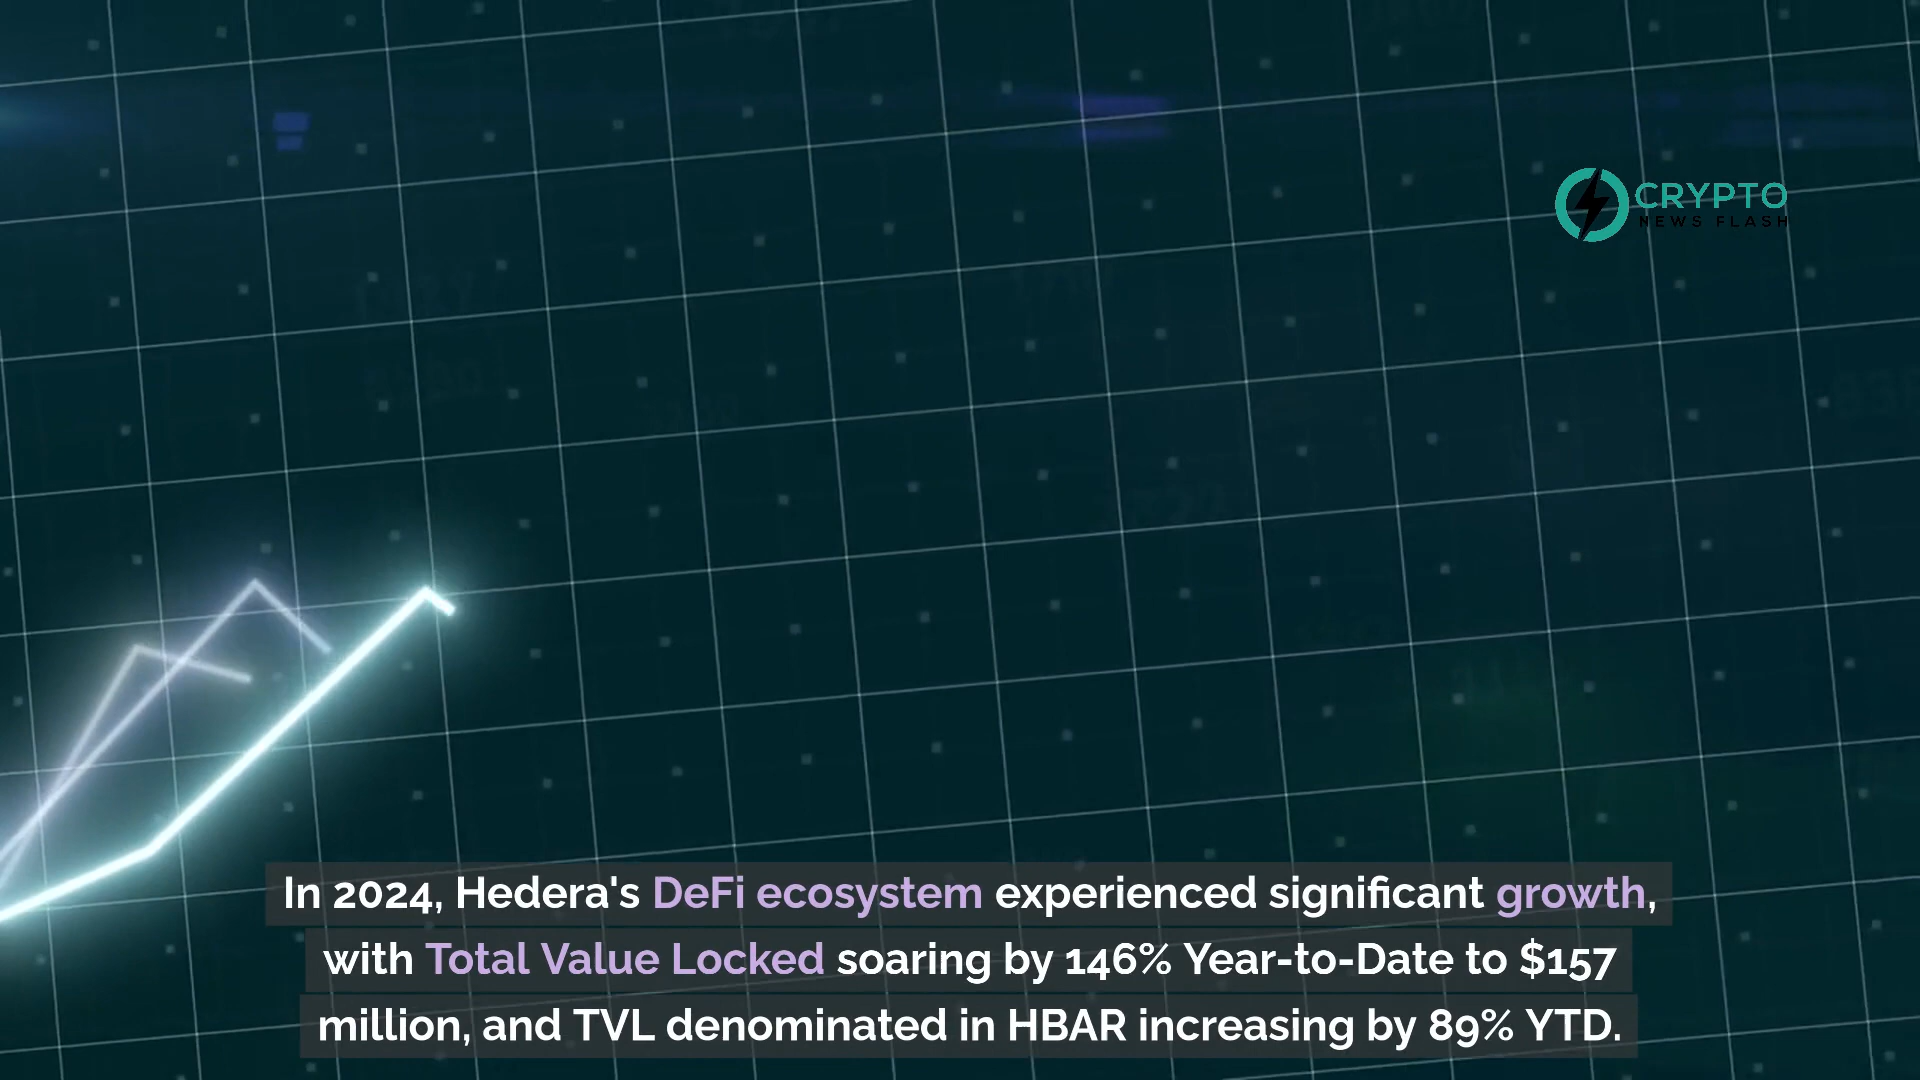 CRYPTO
NEWS FLASH
In 2024, Hedera's DeFi ecosystem experienced significant growth,
with Total Value Locked soaring by 146% Year-to-Date to $157
million, and TVL denominated in HBAR increasing by 89% YTD.